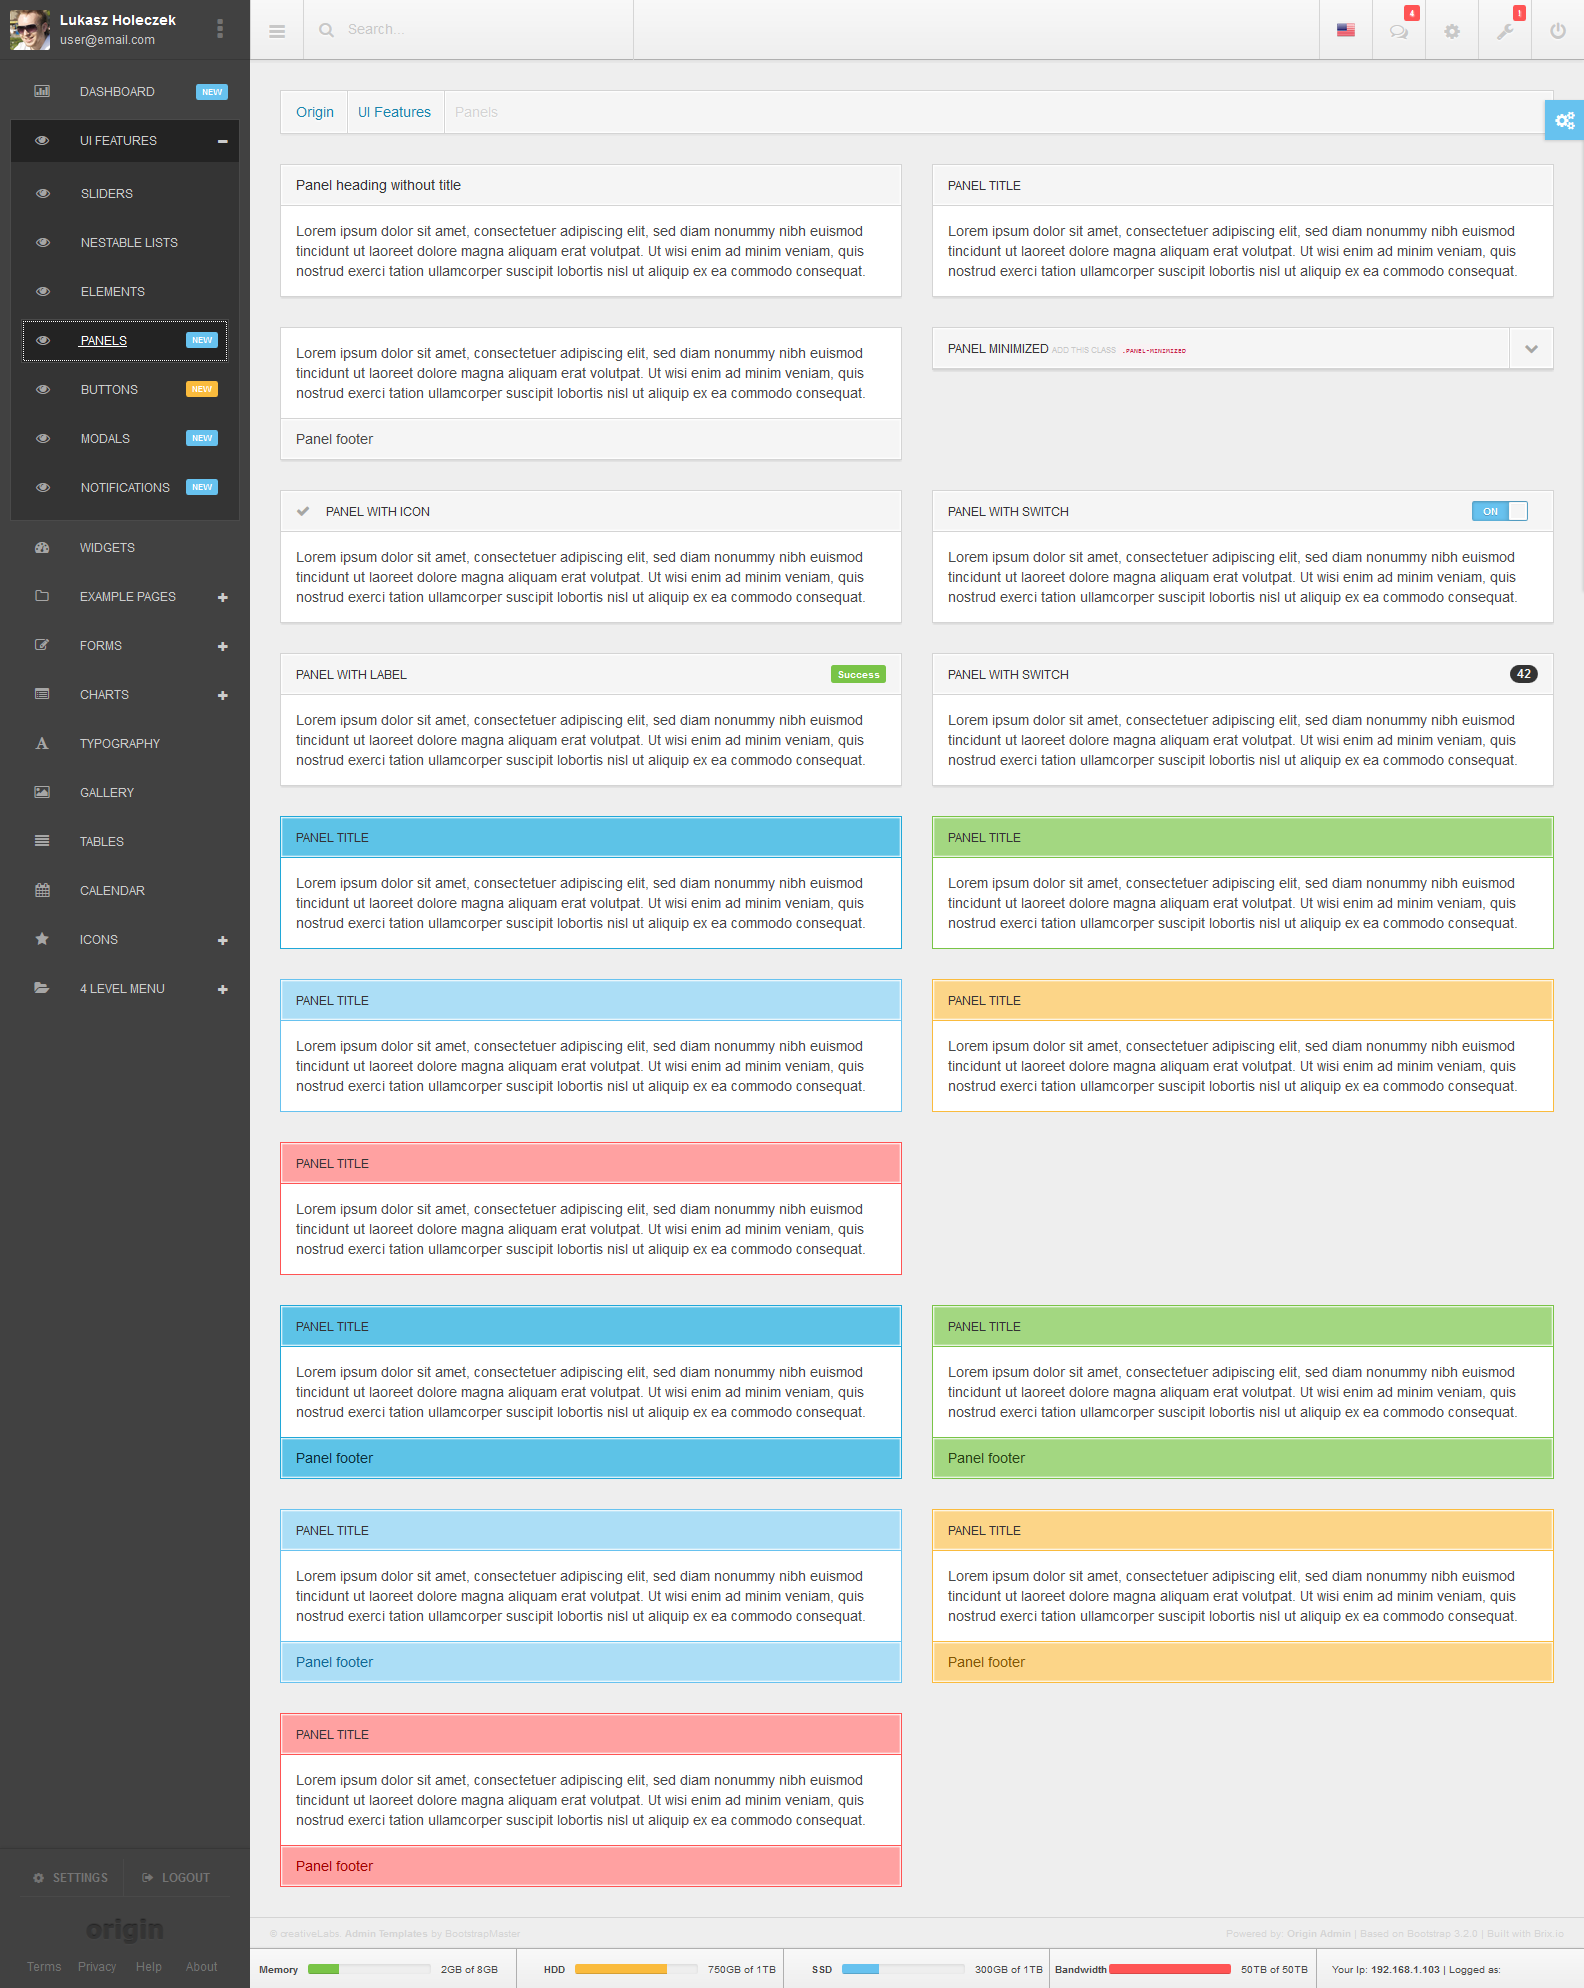 Lukasz Holeczek
user@email.com
Search...
4
1
DASHBOARD NEW
UI FEATURES
SLIDERS
NESTABLE LISTS
ELEMENTS
PANELS NEW
BUTTONS NEW
MODALS NEW
NOTIFICATIONS NEW
WIDGETS
EXAMPLE PAGES
FORMS
CHARTS
TYPOGRAPHY
GALLERY
TABLES
CALENDAR
ICONS
4 LEVEL MENU
SETTINGS LOGOUT
origin
Terms Privacy Help About
Origin UI Features Panels
Panel heading without title
Lorem ipsum dolor sit amet, consectetuer adipiscing elit, sed diam nonummy nibh euismod
tincidunt ut laoreet dolore magna aliquam erat volutpat. Ut wisi enim ad minim veniam, quis
nostrud exerci tation ullamcorper suscipit lobortis nisl ut aliquip ex ea commodo consequat.
PANEL TITLE
Lorem ipsum dolor sit amet, consectetuer adipiscing elit, sed diam nonummy nibh euismod
tincidunt ut laoreet dolore magna aliquam erat volutpat. Ut wisi enim ad minim veniam, quis
nostrud exerci tation ullamcorper suscipit lobortis nisl ut aliquip ex ea commodo consequat.
Lorem ipsum dolor sit amet, consectetuer adipiscing elit, sed diam nonummy nibh euismod
tincidunt ut laoreet dolore magna aliquam erat volutpat. Ut wisi enim ad minim veniam, quis
nostrud exerci tation ullamcorper suscipit lobortis nisl ut aliquip ex ea commodo consequat.
Panel footer
PANEL MINIMIZED ADD THIS CLASS .PANEL-MINIMIZED
PANEL WITH ICON
Lorem ipsum dolor sit amet, consectetuer adipiscing elit, sed diam nonummy nibh euismod
tincidunt ut laoreet dolore magna aliquam erat volutpat. Ut wisi enim ad minim veniam, quis
nostrud exerci tation ullamcorper suscipit lobortis nisl ut aliquip ex ea commodo consequat.
PANEL WITH SWITCH ON
Lorem ipsum dolor sit amet, consectetuer adipiscing elit, sed diam nonummy nibh euismod
tincidunt ut laoreet dolore magna aliquam erat volutpat. Ut wisi enim ad minim veniam, quis
nostrud exerci tation ullamcorper suscipit lobortis nisl ut aliquip ex ea commodo consequat.
PANEL WITH LABEL Success
Lorem ipsum dolor sit amet, consectetuer adipiscing elit, sed diam nonummy nibh euismod
tincidunt ut laoreet dolore magna aliquam erat volutpat. Ut wisi enim ad minim veniam, quis
nostrud exerci tation ullamcorper suscipit lobortis nisl ut aliquip ex ea commodo consequat.
PANEL WITH SWITCH 42
Lorem ipsum dolor sit amet, consectetuer adipiscing elit, sed diam nonummy nibh euismod
tincidunt ut laoreet dolore magna aliquam erat volutpat. Ut wisi enim ad minim veniam, quis
nostrud exerci tation ullamcorper suscipit lobortis nisl ut aliquip ex ea commodo consequat.
PANEL TITLE
Lorem ipsum dolor sit amet, consectetuer adipiscing elit, sed diam nonummy nibh euismod
tincidunt ut laoreet dolore magna aliquam erat volutpat. Ut wisi enim ad minim veniam, quis
nostrud exerci tation ullamcorper suscipit lobortis nisl ut aliquip ex ea commodo consequat.
PANEL TITLE
Lorem ipsum dolor sit amet, consectetuer adipiscing elit, sed diam nonummy nibh euismod
tincidunt ut laoreet dolore magna aliquam erat volutpat. Ut wisi enim ad minim veniam, quis
nostrud exerci tation ullamcorper suscipit lobortis nisl ut aliquip ex ea commodo consequat.
PANEL TITLE
Lorem ipsum dolor sit amet, consectetuer adipiscing elit, sed diam nonummy nibh euismod
tincidunt ut laoreet dolore magna aliquam erat volutpat. Ut wisi enim ad minim veniam, quis
nostrud exerci tation ullamcorper suscipit lobortis nisl ut aliquip ex ea commodo consequat.
PANEL TITLE
Lorem ipsum dolor sit amet, consectetuer adipiscing elit, sed diam nonummy nibh euismod
tincidunt ut laoreet dolore magna aliquam erat volutpat. Ut wisi enim ad minim veniam, quis
nostrud exerci tation ullamcorper suscipit lobortis nisl ut aliquip ex ea commodo consequat.
PANEL TITLE
Lorem ipsum dolor sit amet, consectetuer adipiscing elit, sed diam nonummy nibh euismod
tincidunt ut laoreet dolore magna aliquam erat volutpat. Ut wisi enim ad minim veniam, quis
nostrud exerci tation ullamcorper suscipit lobortis nisl ut aliquip ex ea commodo consequat.
PANEL TITLE
Lorem ipsum dolor sit amet, consectetuer adipiscing elit, sed diam nonummy nibh euismod
tincidunt ut laoreet dolore magna aliquam erat volutpat. Ut wisi enim ad minim veniam, quis
nostrud exerci tation ullamcorper suscipit lobortis nisl ut aliquip ex ea commodo consequat.
Panel footer
PANEL TITLE
Lorem ipsum dolor sit amet, consectetuer adipiscing elit, sed diam nonummy nibh euismod
tincidunt ut laoreet dolore magna aliquam erat volutpat. Ut wisi enim ad minim veniam, quis
nostrud exerci tation ullamcorper suscipit lobortis nisl ut aliquip ex ea commodo consequat.
Panel footer
PANEL TITLE
Lorem ipsum dolor sit amet, consectetuer adipiscing elit, sed diam nonummy nibh euismod
tincidunt ut laoreet dolore magna aliquam erat volutpat. Ut wisi enim ad minim veniam, quis
nostrud exerci tation ullamcorper suscipit lobortis nisl ut aliquip ex ea commodo consequat.
Panel footer
PANEL TITLE
Lorem ipsum dolor sit amet, consectetuer adipiscing elit, sed diam nonummy nibh euismod
tincidunt ut laoreet dolore magna aliquam erat volutpat. Ut wisi enim ad minim veniam, quis
nostrud exerci tation ullamcorper suscipit lobortis nisl ut aliquip ex ea commodo consequat.
Panel footer
PANEL TITLE
Lorem ipsum dolor sit amet, consectetuer adipiscing elit, sed diam nonummy nibh euismod
tincidunt ut laoreet dolore magna aliquam erat volutpat. Ut wisi enim ad minim veniam, quis
nostrud exerci tation ullamcorper suscipit lobortis nisl ut aliquip ex ea commodo consequat.
Panel footer
© creativeLabs. Admin Templates by BootstrapMaster
Powered by: Origin Admin | Based on Bootstrap 3.2.0 | Built with Brix.io
Memory 2GB of 8GB
HDD 750GB of 1TB
SSD 300GB of 1TB
Bandwidth 50TB of 50TB
Your Ip: 192.168.1.103 | Logged as: